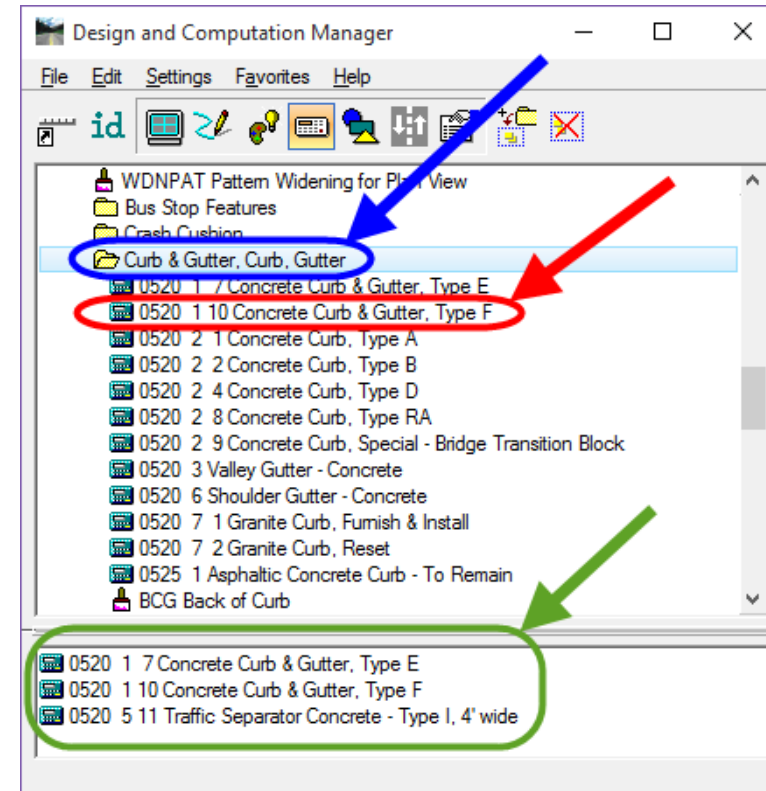 Design and Computation Manager
File Edit Settings Favorites Help
id
WDNPAT Pattern Widening for Plan View
Bus Stop Features
Crash Cushion
Curb & Gutter, Curb, Gutter
0520 1 7 Concrete Curb & Gutter, Type E
0520 1 10 Concrete Curb & Gutter, Type F
0520 2 1 Concrete Curb, Type A
0520 2 2 Concrete Curb, Type B
0520 2 4 Concrete Curb, Type D
0520 2 8 Concrete Curb, Type RA
0520 2 9 Concrete Curb, Special - Bridge Transition Block
0520 3 Valley Gutter - Concrete
0520 6 Shoulder Gutter - Concrete
0520 7 1 Granite Curb, Furnish & Install
0520 7 2 Granite Curb, Reset
0525 1 Asphaltic Concrete Curb - To Remain
BCG Back of Curb
0520 1 7 Concrete Curb & Gutter, Type E
0520 1 10 Concrete Curb & Gutter, Type F
0520 5 11 Traffic Separator Concrete - Type I, 4' wide